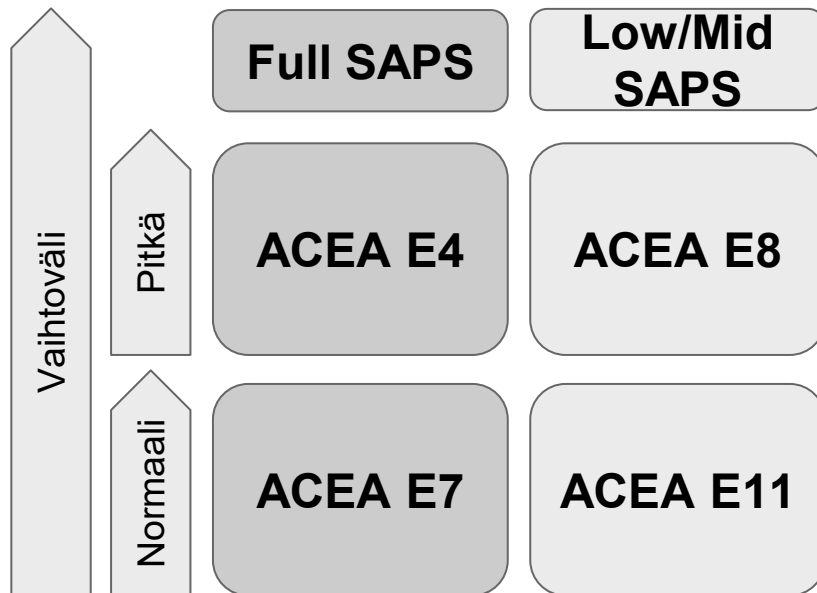 Full SAPS
Low/Mid
SAPS
Vaihtoväli
Pitkä
ACEA E4
ACEA E8
Normaali
ACEA E7
ACEA E11